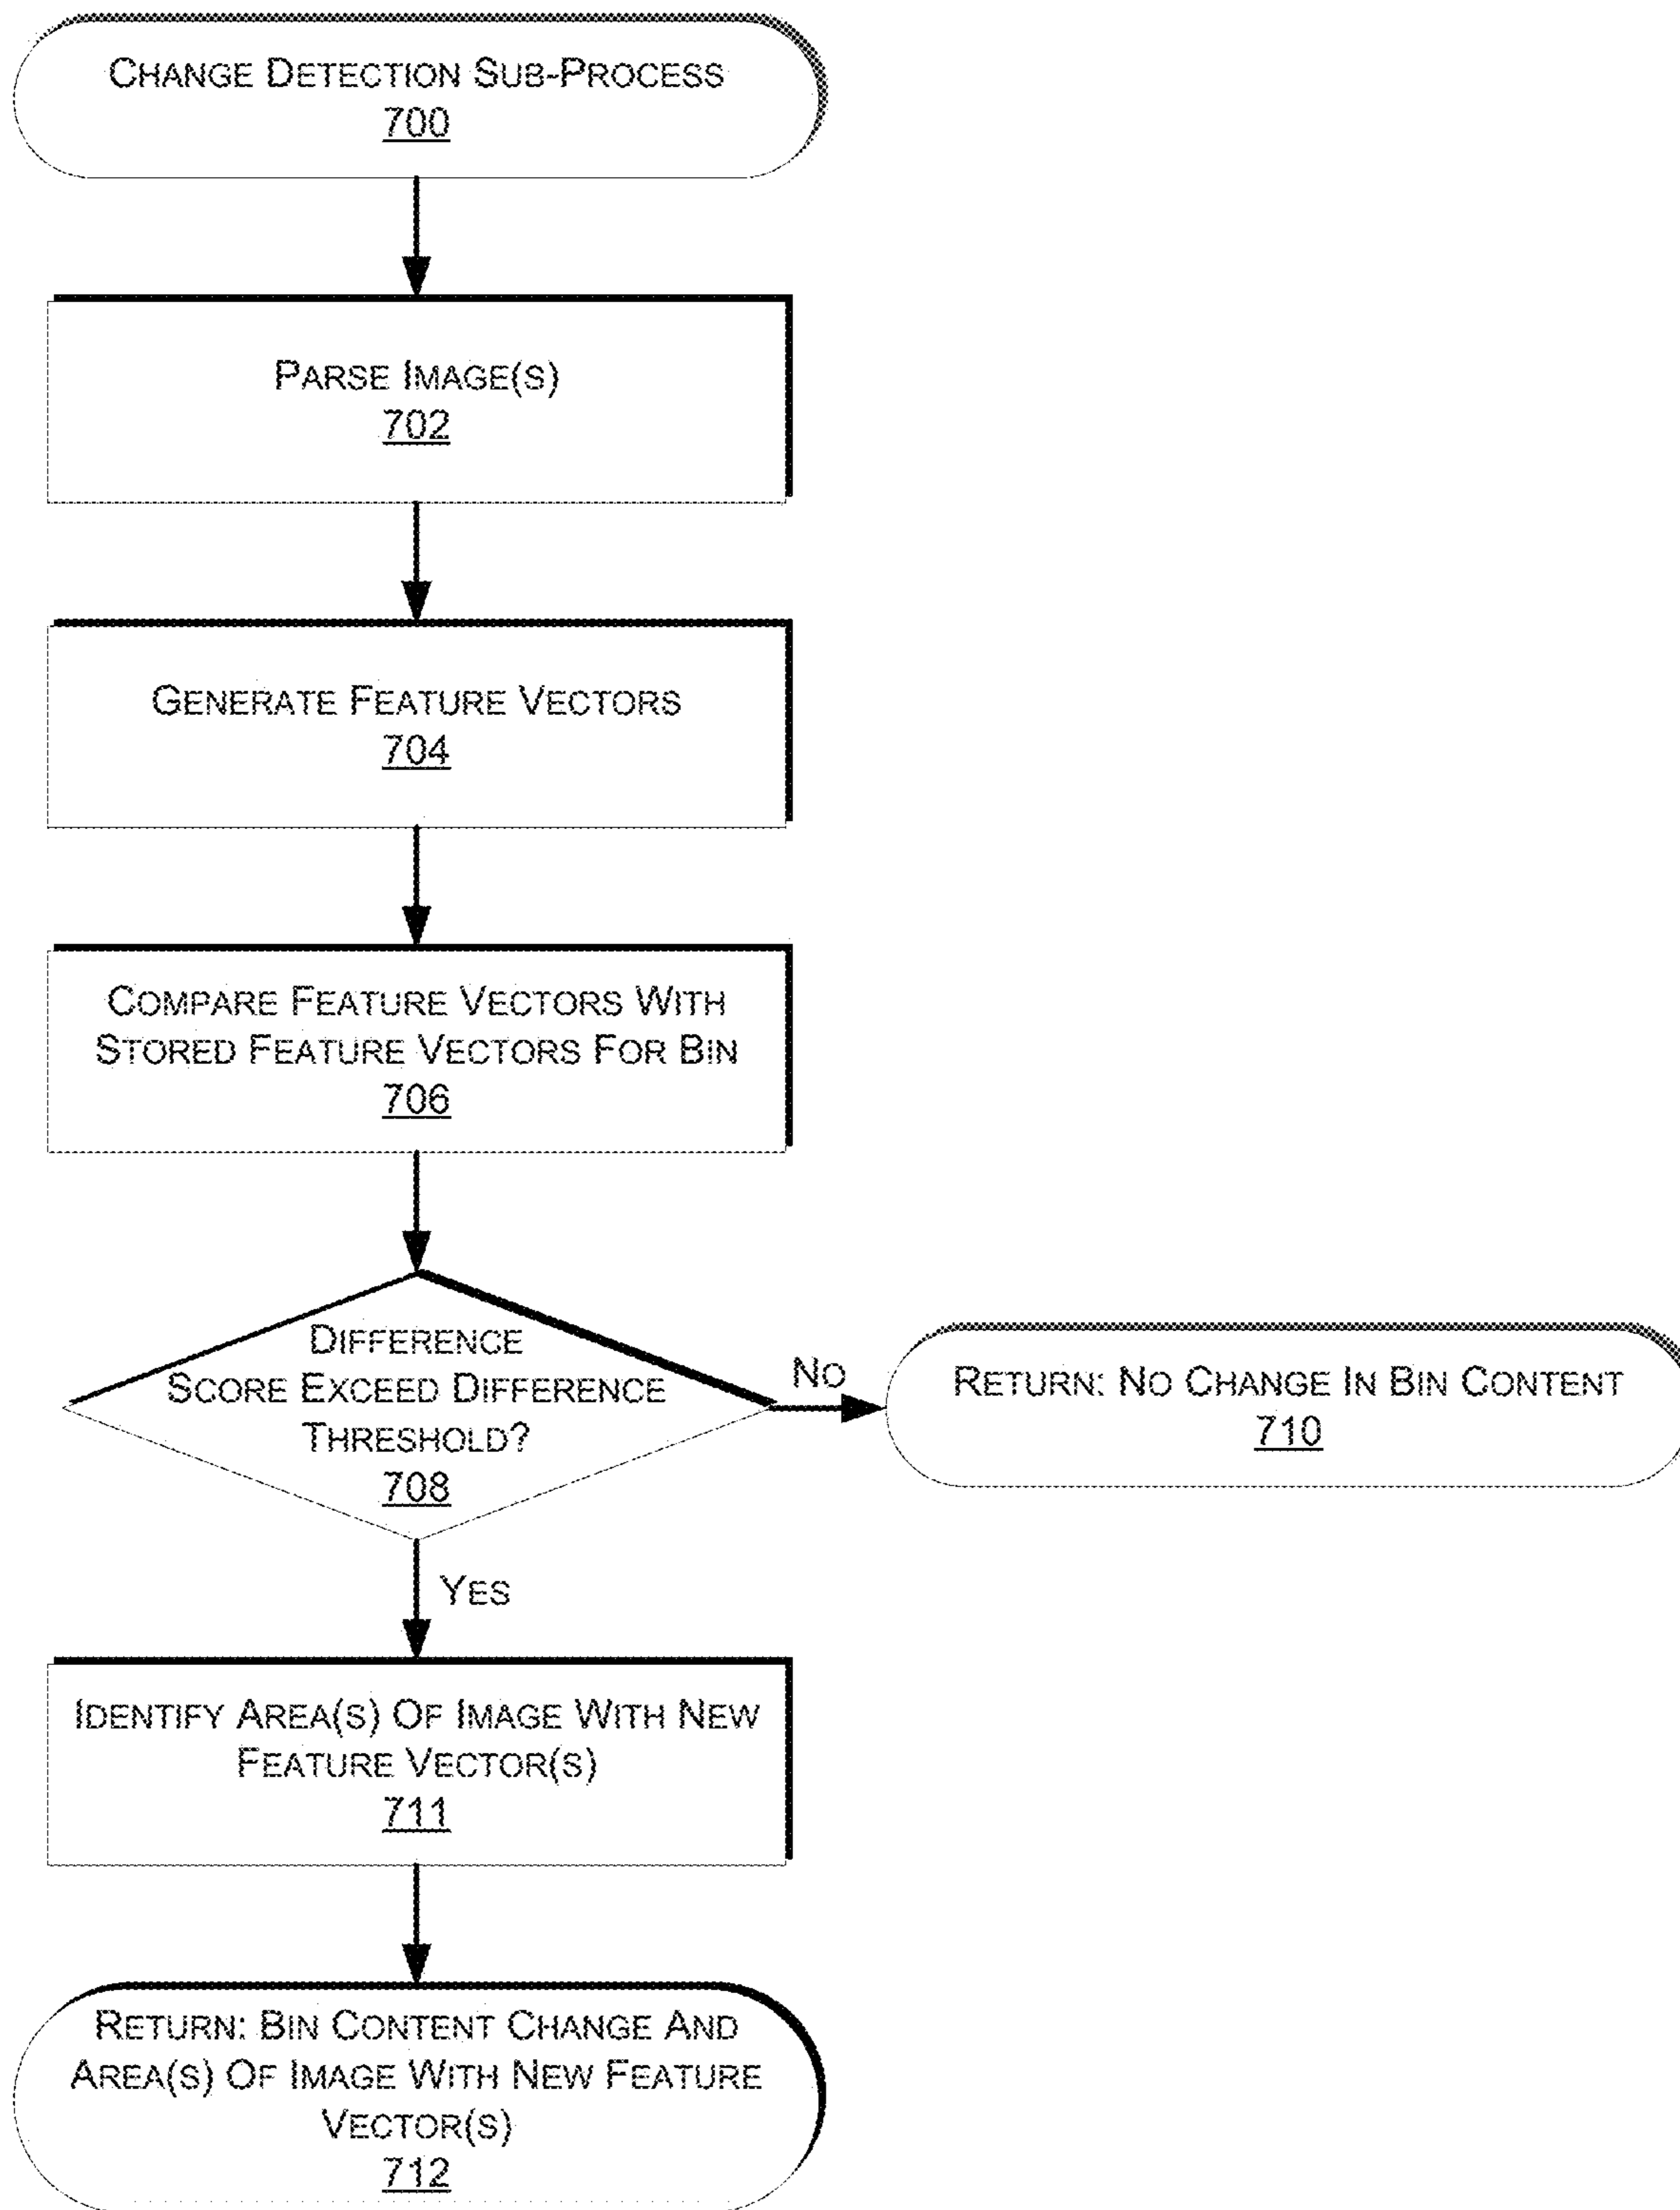 CHANGE DETECTION SUB-PROCESS
700
PARSE IMAGE(S)
702
GENERATE FEATURE VECTORS
704
COMPARE FEATURE VECTORS WITH
STORED FEATURE VECTORS FOR BIN
706
DIFFERENCE
SCORE EXCEED DIFFERENCE
THRESHOLD?
708
NO
RETURN: NO CHANGE IN BIN CONTENT
710
YES
IDENTIFY AREA(S) OF IMAGE WITH NEW
FEATURE VECTOR(S)
711
RETURN: BIN CONTENT CHANGE AND
AREA(S) OF IMAGE WITH NEW FEATURE
VECTOR(S)
712